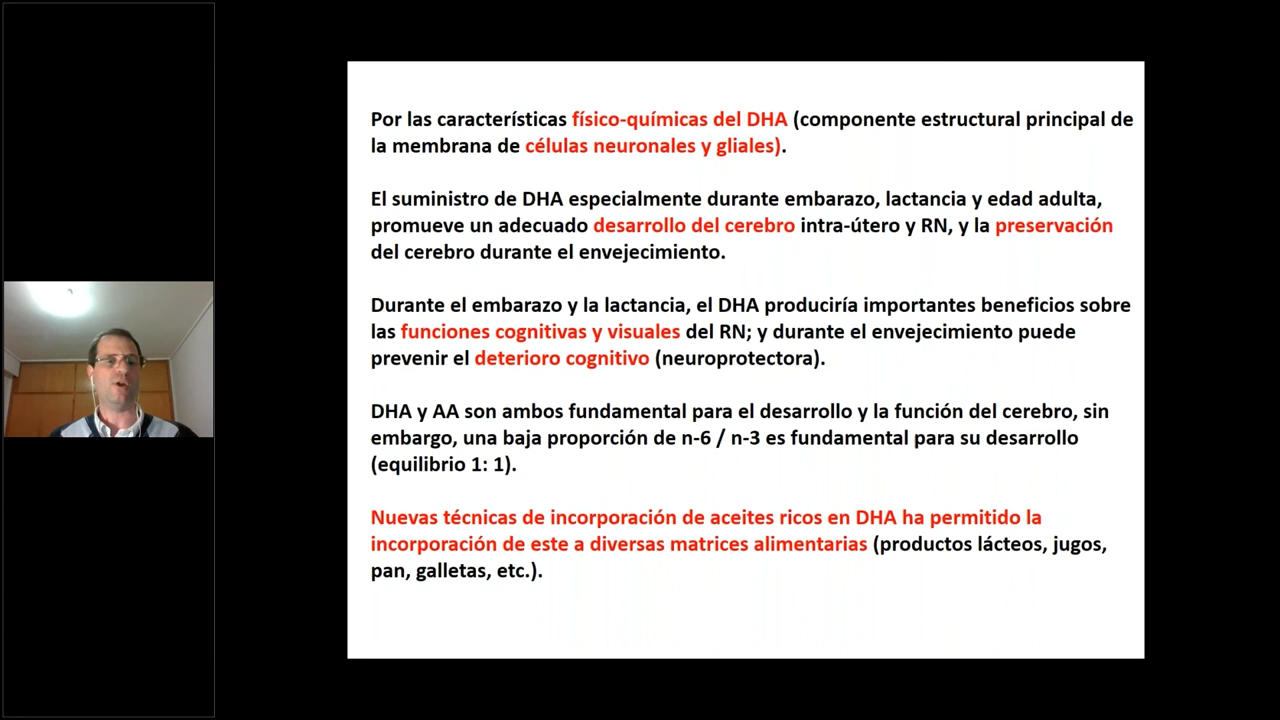 Por las características físico-químicas del DHA (componente estructural principal de
la membrana de células neuronales y gliales).
El suministro de DHA especialmente durante embarazo, lactancia y edad adulta,
promueve un adecuado desarrollo del cerebro intra-útero y RN, y la preservación
del cerebro durante el envejecimiento.
Durante el embarazo y la lactancia, el DHA produciría importantes beneficios sobre
las funciones cognitivas y visuales del RN; y durante el envejecimiento puede
prevenir el deterioro cognitivo (neuroprotectora).
DHA y AA son ambos fundamental para el desarrollo y la función del cerebro, sin
embargo, una baja proporción de n-6 / n-3 es fundamental para su desarrollo
(equilibrio 1: 1).
Nuevas técnicas de incorporación de aceites ricos en DHA ha permitido la
incorporación de este a diversas matrices alimentarias (productos lácteos, jugos,
pan, galletas, etc.).